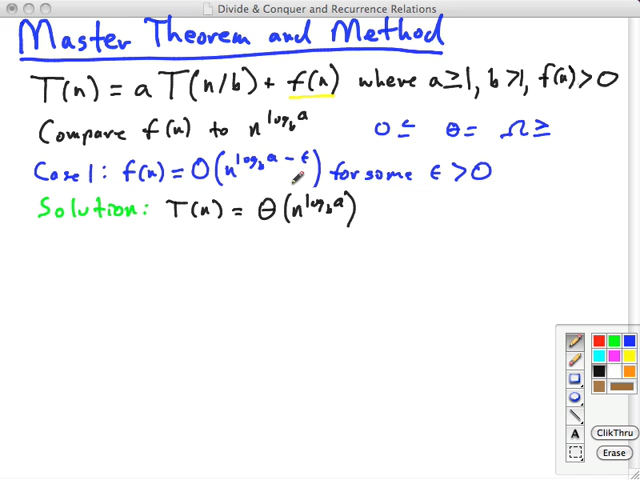 Divide & Conquer and Recurrence Relations
Master Theorem and Method
T(n) = a T(n/b) + f(n) where a≥1, b>1, f(n)>0
Compare f(n) to n^log_b a O ≤ Θ = Ω ≥
Case 1: f(n) = O(n^log_b a - ϵ) for some ϵ > 0
Solution: T(n) = Θ(n^log_b a)
A
ClikThru
Erase